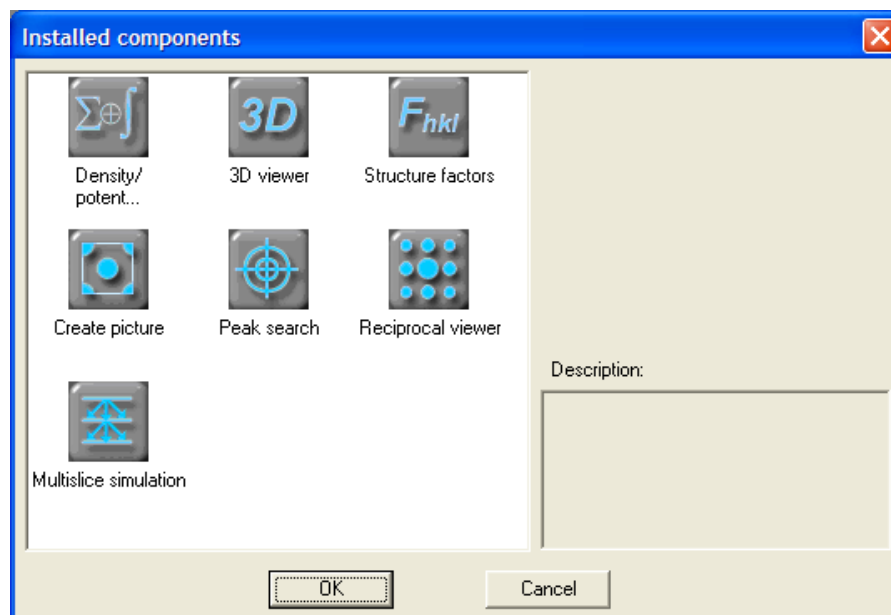 Installed components
Σ⊕∫
3D
Fhkl
Density/
potent...
3D viewer
Structure factors
Create picture
Peak search
Reciprocal viewer
Description:
Multislice simulation
OK
Cancel